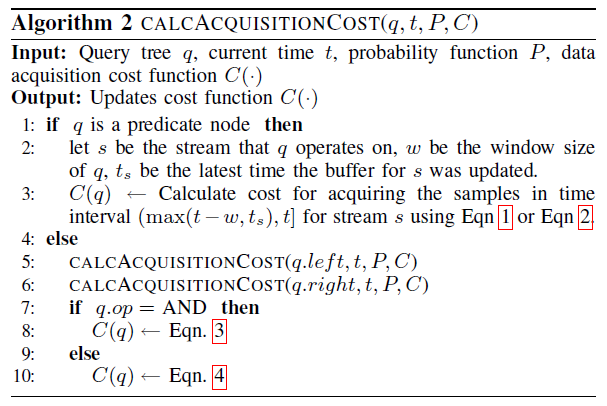 Algorithm 2 CALCACQUISITIONCOST(q, t, P, C)
Input: Query tree q, current time t, probability function P, data
acquisition cost function C(·)
Output: Updates cost function C(·)
1: if q is a predicate node then
2: let s be the stream that q operates on, w be the window size
of q, t_s be the latest time the buffer for s was updated.
3: C(q) ← Calculate cost for acquiring the samples in time
interval (max(t − w, t_s), t] for stream s using Eqn 1 or Eqn 2.
4: else
5: CALCACQUISITIONCOST(q.left, t, P, C)
6: CALCACQUISITIONCOST(q.right, t, P, C)
7: if q.op = AND then
8: C(q) ← Eqn. 3
9: else
10: C(q) ← Eqn. 4